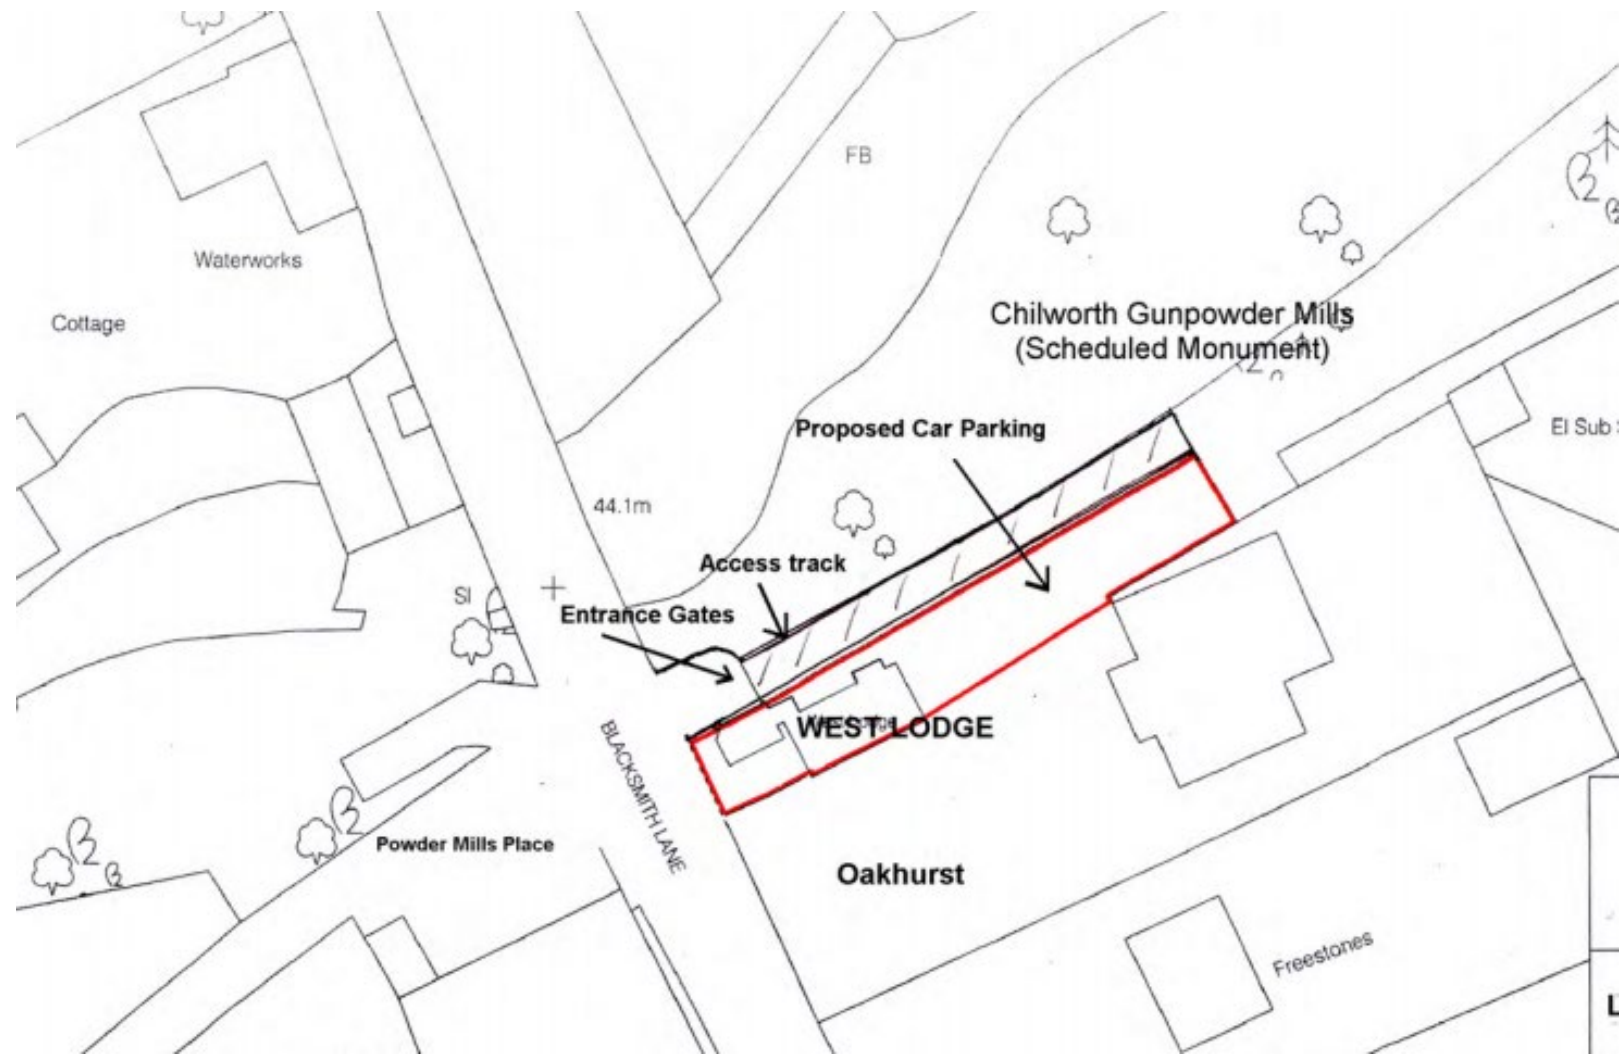 FB
Waterworks
Cottage
Chilworth Gunpowder Mills
(Scheduled Monument)
Proposed Car Parking
El Sub
44.1m
Access track
Sl
Entrance Gates
WEST LODGE
BLACKSMITH LANE
Powder Mills Place
Oakhurst
Freestones
L